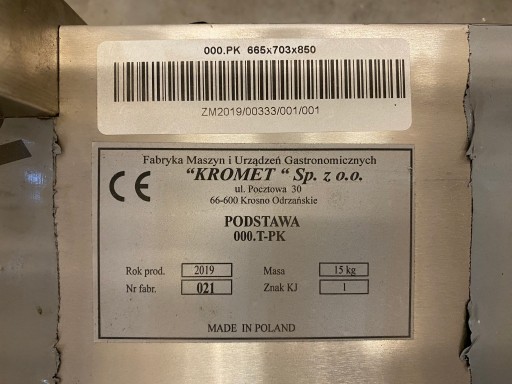 000.PK 665x703x850
ZM2019/00333/001/001
Fabryka Maszyn i Urządzeń Gastronomicznych
"KROMET " Sp. z o.o.
ul. Pocztowa 30
66-600 Krosno Odrzańskie
CE
PODSTAWA
000.T-PK
Rok prod. 2019 Masa 15 kg
Nr fabr. 021 Znak KJ 1
MADE IN POLAND